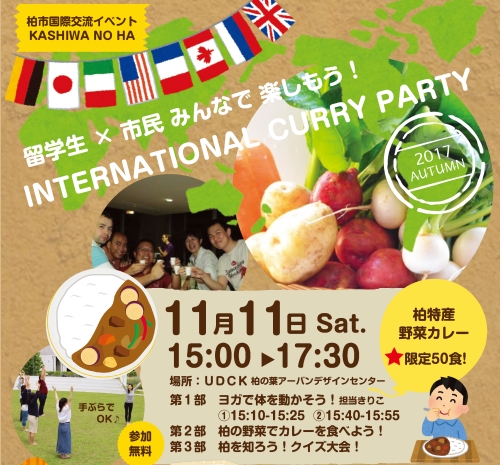 柏市国際交流イベント
KASHIWA NO HA
留学生 × 市民 みんなで 楽しもう！
INTERNATIONAL CURRY PARTY
2017
AUTUMN
11月11日 Sat.
15:00 ▶ 17:30
場所：UDCK 柏の葉アーバンデザインセンター
第1部 ヨガで体を動かそう！担当きりこ
①15:10-15:25 ②15:40-15:55
第2部 柏の野菜でカレーを食べよう！
第3部 柏を知ろう！クイズ大会！
柏特産
野菜カレー
★限定50食!
手ぶらで
OK♪
参加
無料